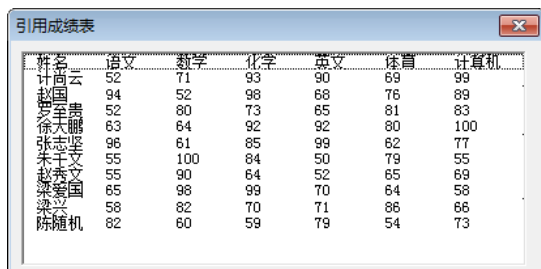 引用成绩表
姓名 语文 数学 化学 英文 体育 计算机
计尚云 52 71 93 90 69 99
赵国 94 52 98 68 76 89
罗至贵 52 80 73 65 81 83
徐大鹏 63 64 92 92 80 100
张志坚 96 61 85 99 62 77
朱千文 55 100 84 50 79 55
赵秀文 55 90 64 52 65 69
梁爱国 65 98 99 70 64 58
梁兴 58 82 70 71 86 66
陈随机 82 60 59 79 54 73